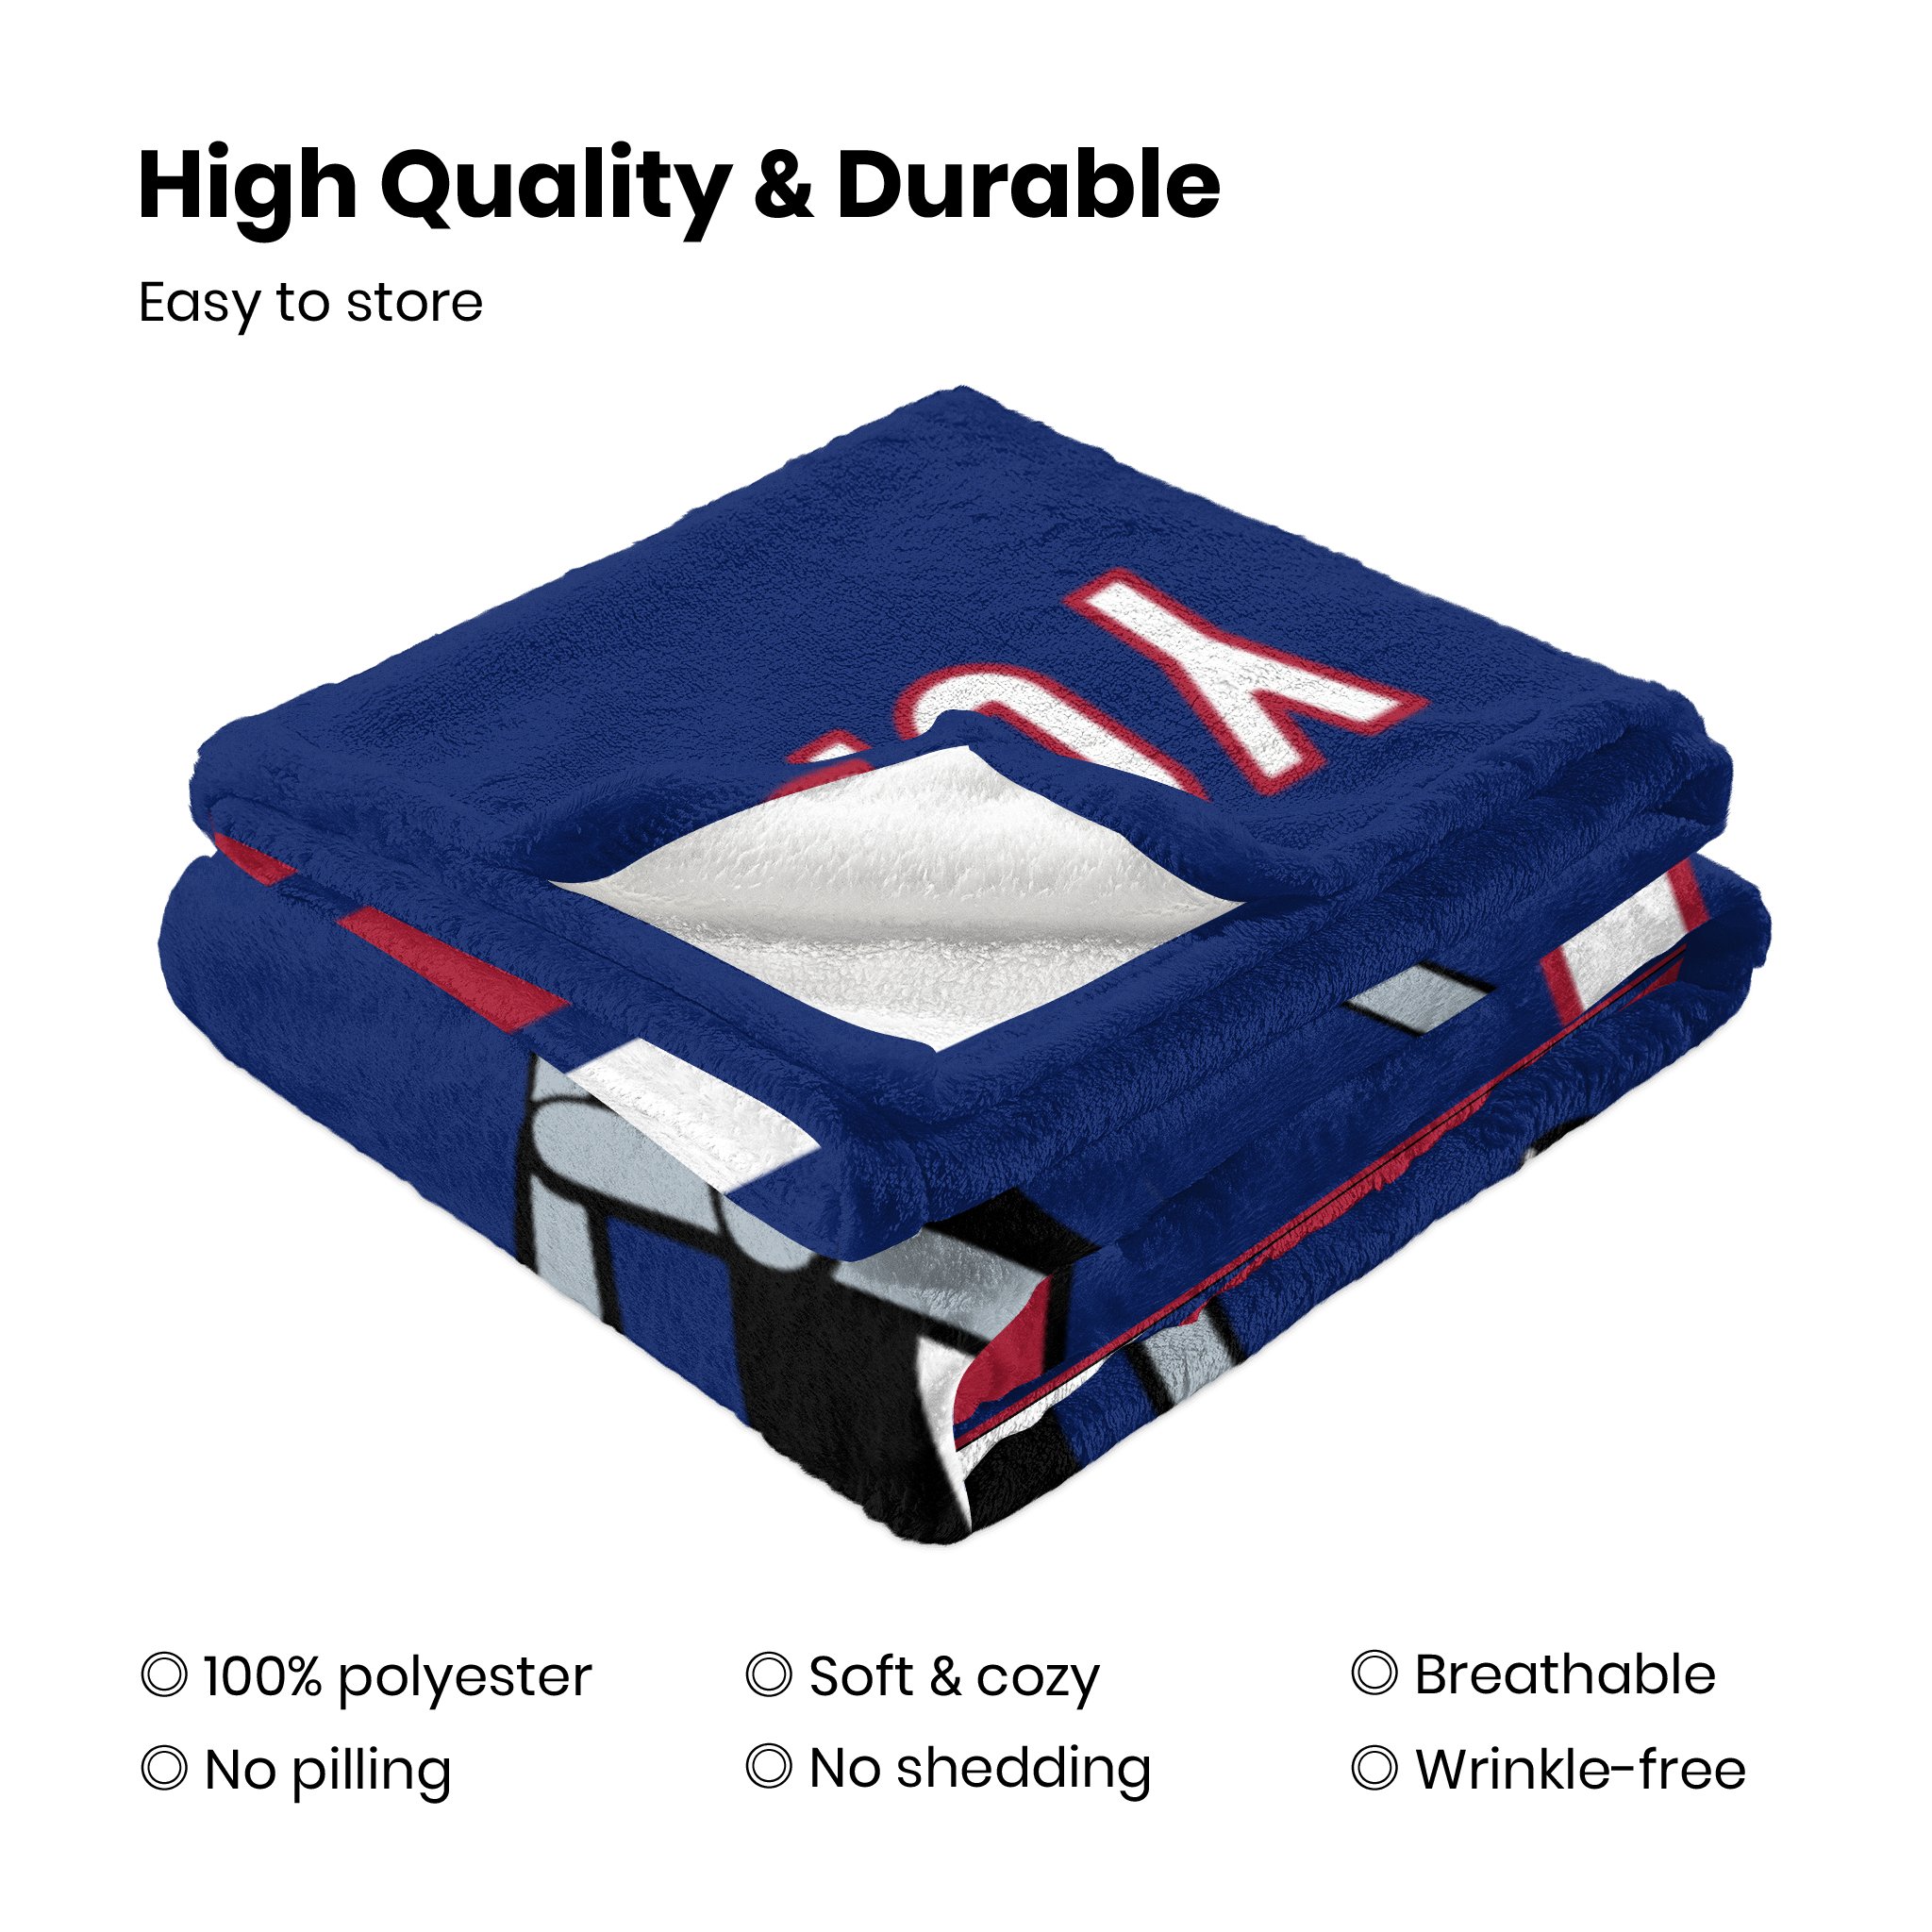 High Quality & Durable
Easy to store
Y
100% polyester
Soft & cozy
Breathable
No pilling
No shedding
Wrinkle-free